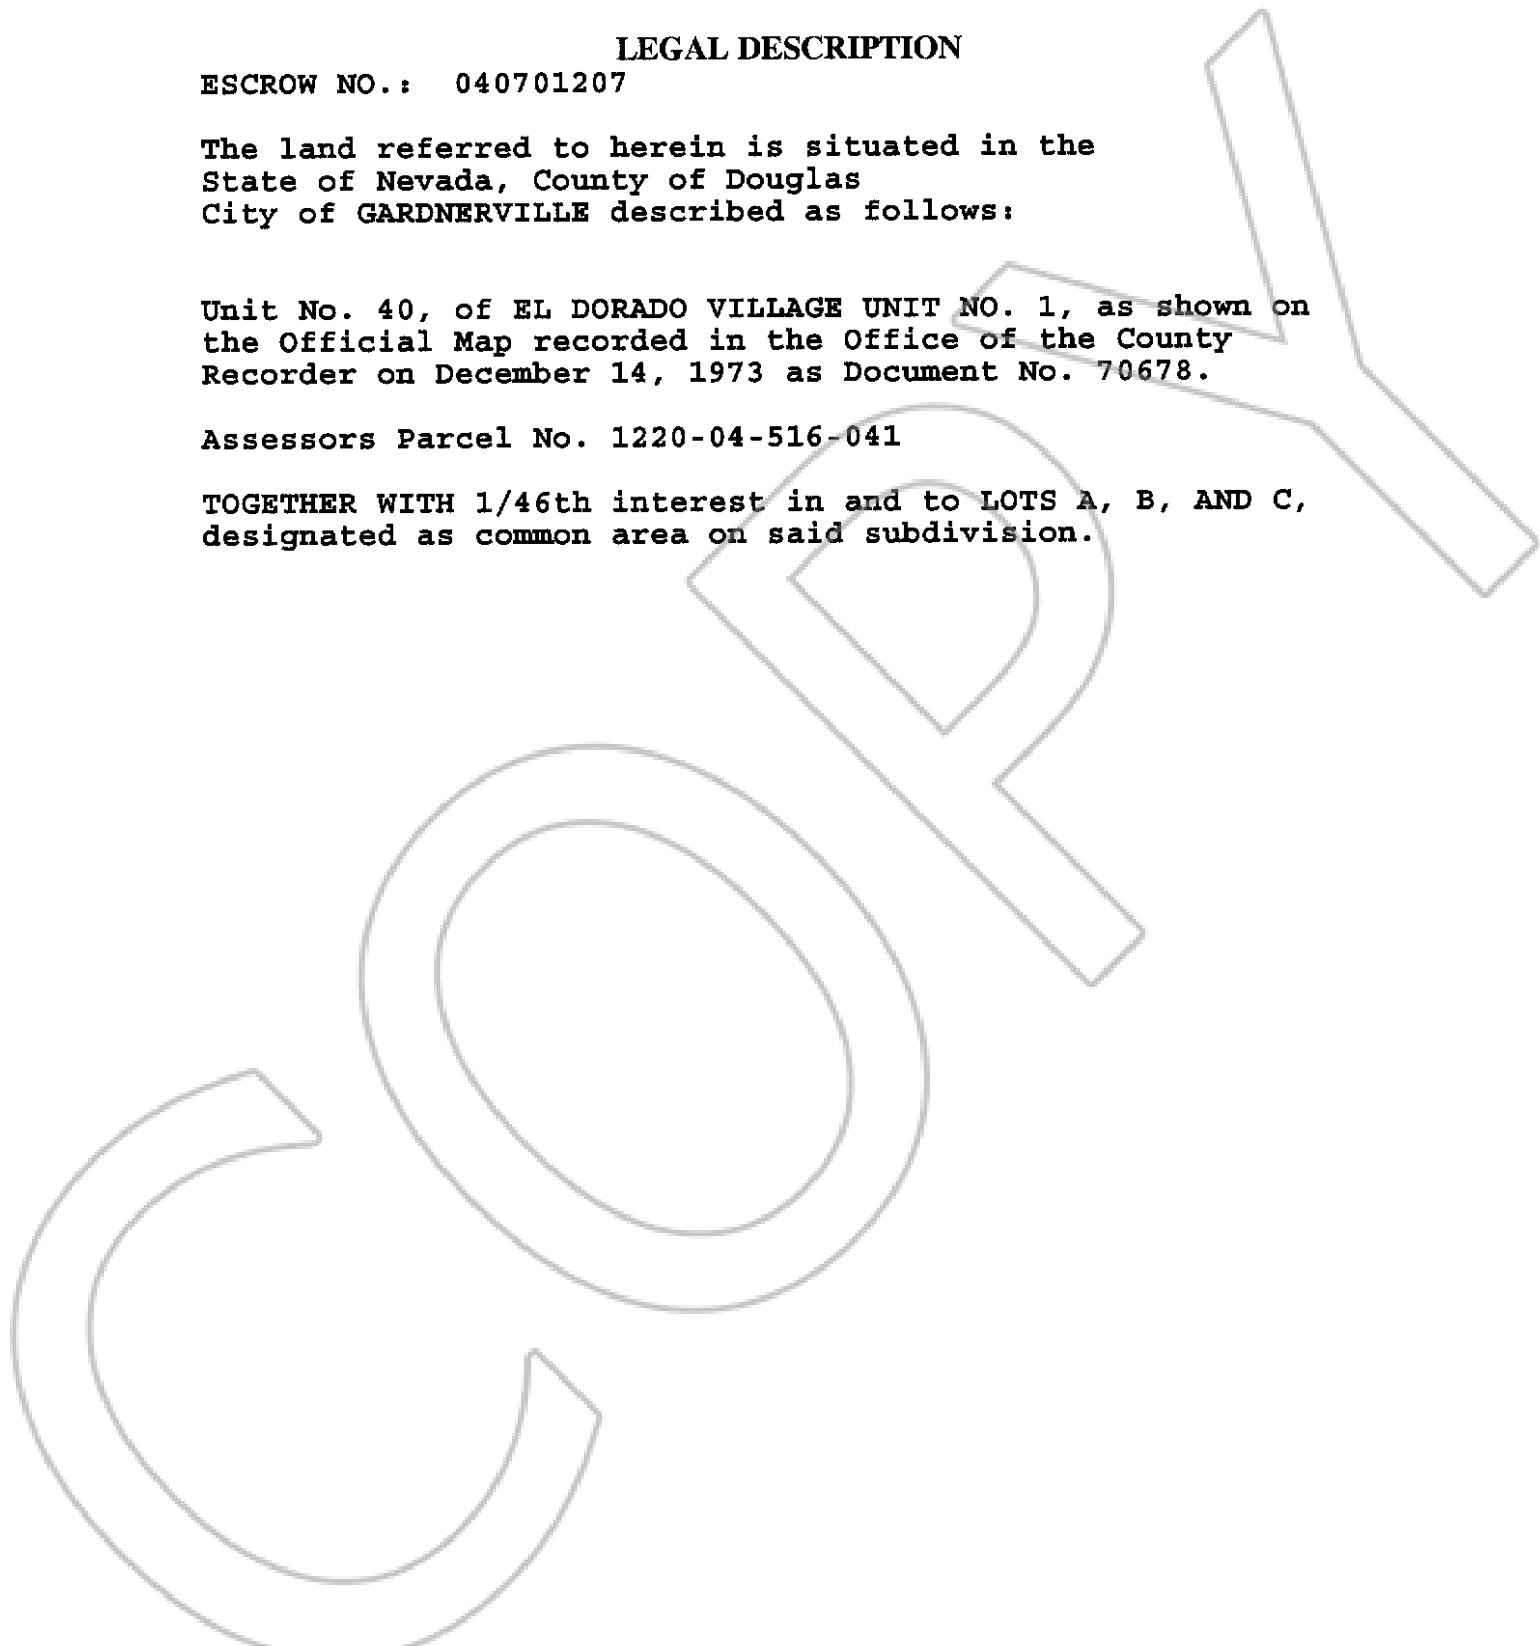 LEGAL DESCRIPTION
ESCROW NO.: 040701207
The land referred to herein is situated in the
State of Nevada, County of Douglas
City of GARDNERVILLE described as follows:
Unit No. 40, of EL DORADO VILLAGE UNIT NO. 1, as shown on
the Official Map recorded in the Office of the County
Recorder on December 14, 1973 as Document No. 70678.
Assessors Parcel No. 1220-04-516-041
TOGETHER WITH 1/46th interest in and to LOTS A, B, AND C,
designated as common area on said subdivision.
COPY